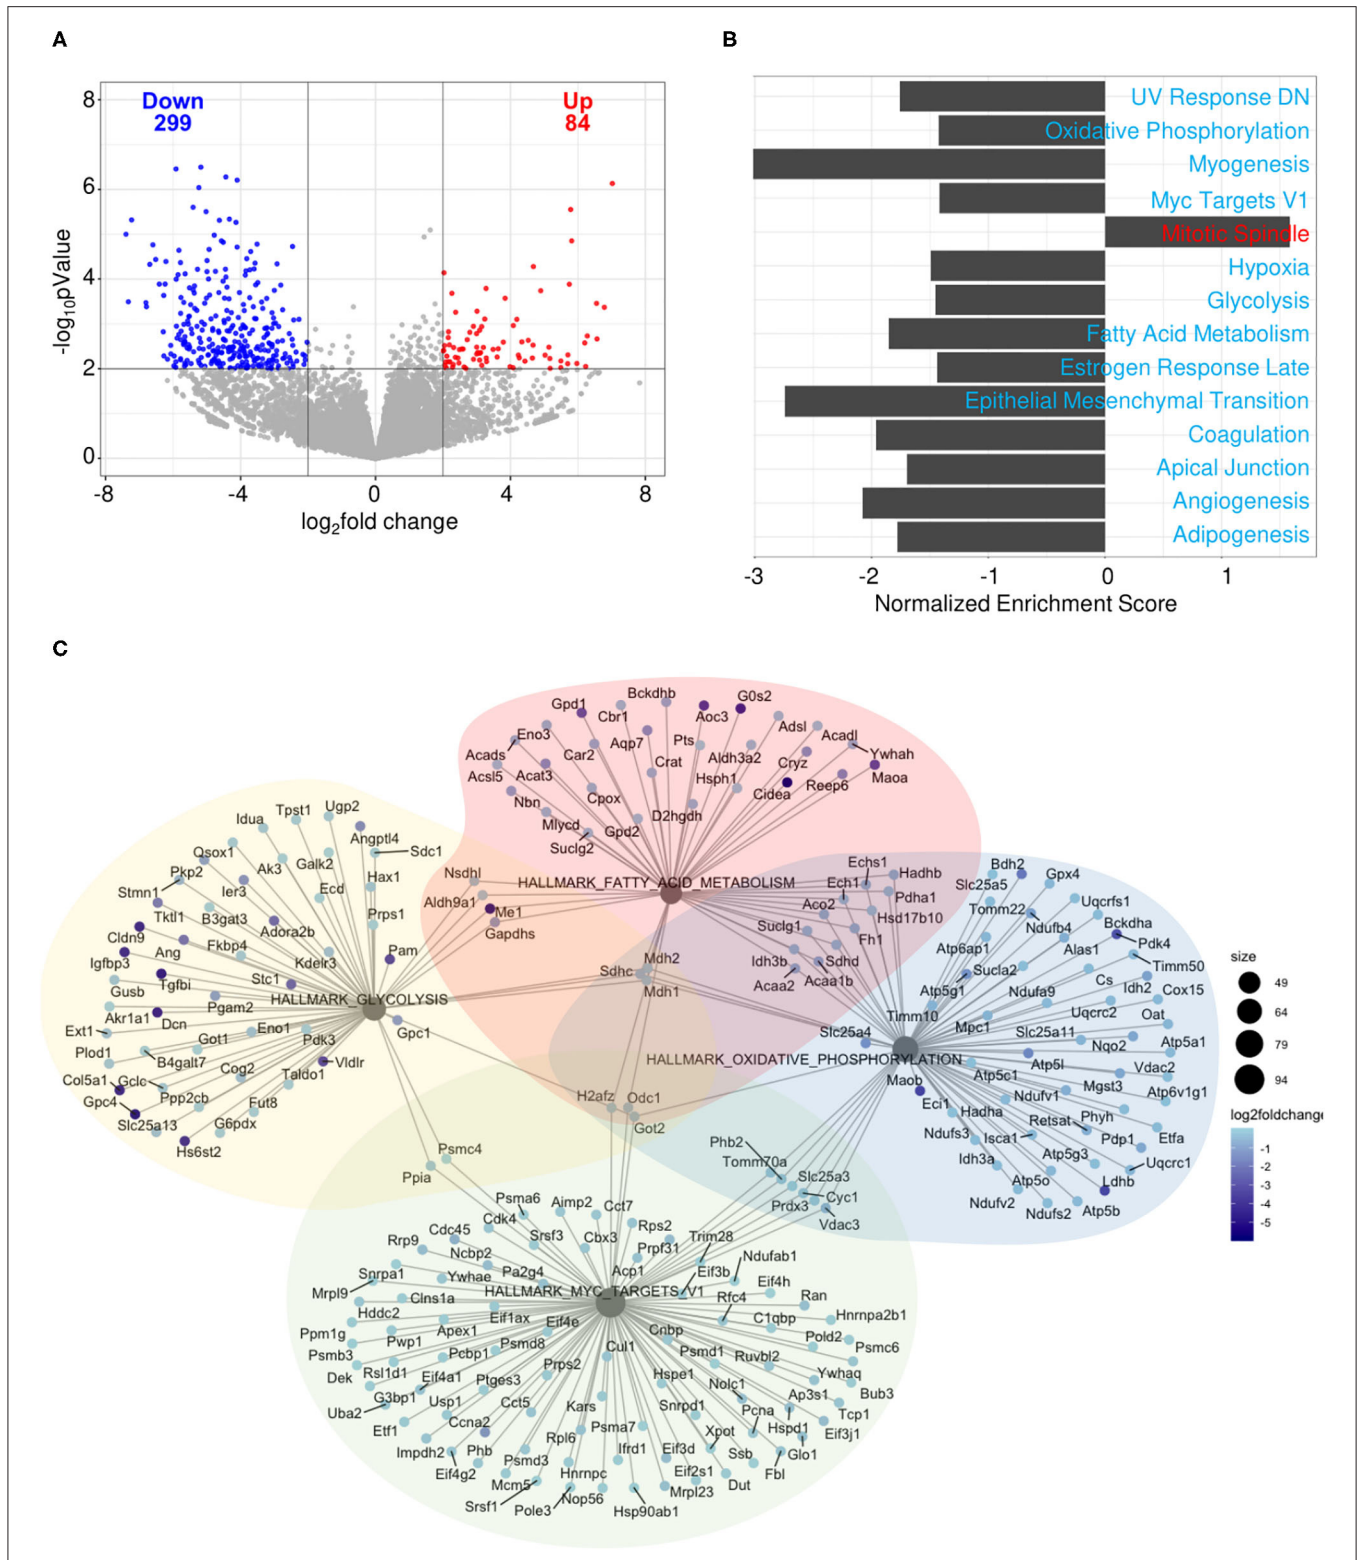 A
Down
299
Up
84
8
6
4
2
0
-log10pValue
-8
-4
0
4
8
log2fold change
B
UV Response DN
Oxidative Phosphorylation
Myogenesis
Myc Targets V1
Mitotic Spindle
Hypoxia
Glycolysis
Fatty Acid Metabolism
Estrogen Response Late
Epithelial Mesenchymal Transition
Coagulation
Apical Junction
Angiogenesis
Adipogenesis
-3
-2
-1
0
1
Normalized Enrichment Score
C
Gpd1
Bckdhb
G0s2
Cbr1
Aoc3
Adsl
Eno3
Acadl
Acads
Car2
Aqp7
Pts
Aldh3a2
Ywhah
Acsl5
Acat3
Crat
Hsph1
Cryz
Maoa
Nbn
Cpox
Cidea
Reep6
Mlycd
Gpd2
D2hgdh
Suclg2
HALLMARK_FATTY_ACID_METABOLISM
Idua
Tpst1
Ugp2
Angptl4
Sdc1
Qsox1
Ak3
Galk2
Pkp2
Hax1
Stmn1
Ier3
Ecd
Tktl1
B3gat3
Prps1
Adora2b
Cldn9
Ang
Fkbp4
Pam
Igfbp3
Kdelr3
Tgfbi
Stc1
Gusb
Pgam2
HALLMARK_GLYCOLYSIS
Akr1a1
Dcn
Gpc1
Ext1
Got1
Eno1
Pdk3
Plod1
B4galt7
Vldlr
Cog2
Taldo1
Col5a1
Gclc
Gpc4
Ppp2cb
Fut8
Slc25a13
G6pdx
Hs6st2
Nsdhl
Aldh9a1
Me1
Gapdhs
Mdh2
Sdhc
Mdh1
Echs1
Hadhb
Ech1
Pdha1
Aco2
Hsd17b10
Suclg1
Fh1
Idh3b
Sdhd
Acaa2
Acaa1b
Bdh2
Gpx4
Slc25a5
Uqcrfs1
Tomm22
Ndufb4
Bckdha
Atp6ap1
Alas1
Pdk4
Timm50
Sucla2
Cs
Idh2
Cox15
Atp5g1
Ndufa9
Uqcrc2
Timm10
Oat
Mpc1
Slc25a11
Slc25a4
Nqo2
Atp5a1
HALLMARK_OXIDATIVE_PHOSPHORYLATION
Atp5l
Vdac2
Maob
Atp5c1
Mgst3
Atp6v1g1
Eci1
Ndufv1
Hadha
Retsat
Phyh
Ndufs3
Isca1
Pdp1
Etfa
Idh3a
Atp5g3
Uqcrc1
Atp5o
Ldhb
Ndufv2
Ndufs2
Atp5b
size
49
64
79
94
log2foldchange
-1
-2
-3
-4
-5
H2afz
Odc1
Got2
Psmc4
Ppia
Phb2
Tomm70a
Slc25a3
Cyc1
Prdx3
Vdac3
Psma6
Aimp2
Cct7
Cdk4
Rps2
Cdc45
Srsf3
Cbx3
Trim28
Rrp9
Ncbp2
Prpf31
Ndufab1
Snrpa1
Ywhae
Pa2g4
Acp1
Eif3b
Eif4h
Mrpl9
HALLMARK_MYC_TARGETS_V1
Clns1a
Rfc4
Ran
Hddc2
Eif1ax
Eif4e
C1qbp
Hnrnpa2b1
Ppm1g
Apex1
Cnbp
Pwp1
Psmd8
Pold2
Psmb3
Pcbp1
Cul1
Psmd1
Ruvbl2
Psmc6
Dek
Rsl1d1
Eif4a1
Prps2
Hspe1
Ywhaq
G3bp1
Ptges3
Nolc1
Ap3s1
Bub3
Uba2
Usp1
Cct5
Kars
Snrpd1
Pcna
Tcp1
Etf1
Ccna2
Psma7
Xpot
Hspd1
Eif3j1
Impdh2
Phb
Rpl6
Ifrd1
Eif3d
Ssb
Glo1
Eif4g2
Psmd3
Hnrnpc
Eif2s1
Fbl
Mcm5
Mrpl23
Dut
Srsf1
Pole3
Nop56
Hsp90ab1